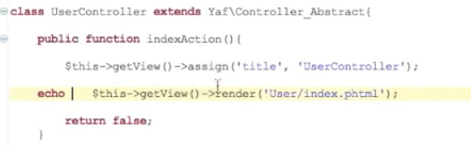 class UserController extends Yaf\Controller_Abstract{
public function indexAction(){
$this->getView()->assign('title', 'UserController');
echo $this->getView()->render('User/index.phtml');
return false;
}